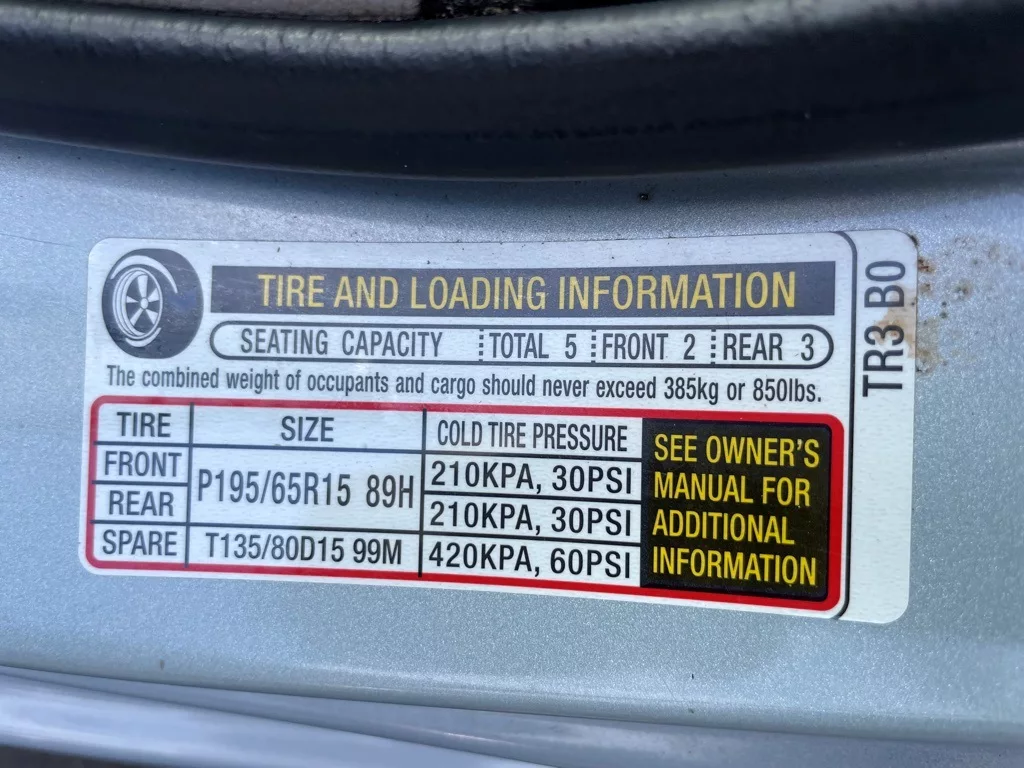 TIRE AND LOADING INFORMATION
SEATING CAPACITY TOTAL 5 FRONT 2 REAR 3
The combined weight of occupants and cargo should never exceed 385kg or 850lbs.
TIRE SIZE COLD TIRE PRESSURE
FRONT P195/65R15 89H 210KPA, 30PSI
REAR 210KPA, 30PSI
SPARE T135/80D15 99M 420KPA, 60PSI
SEE OWNER'S
MANUAL FOR
ADDITIONAL
INFORMATION
TR3 B0